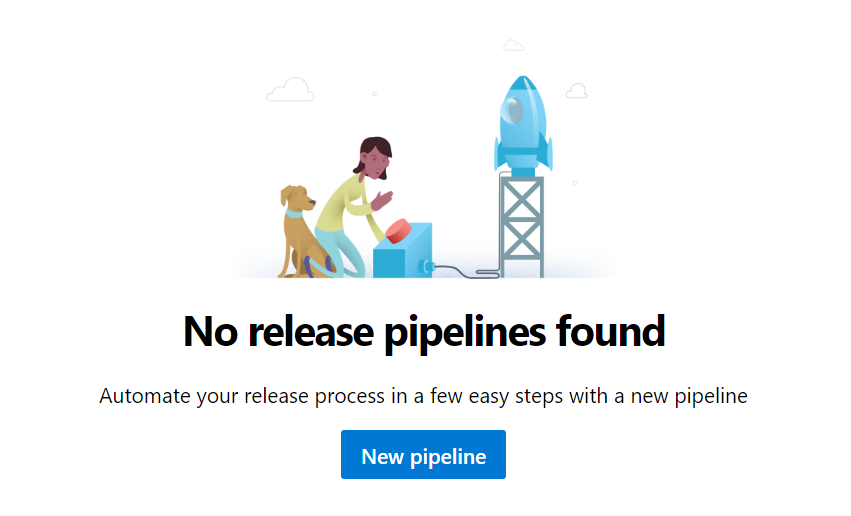 No release pipelines found
Automate your release process in a few easy steps with a new pipeline
New pipeline